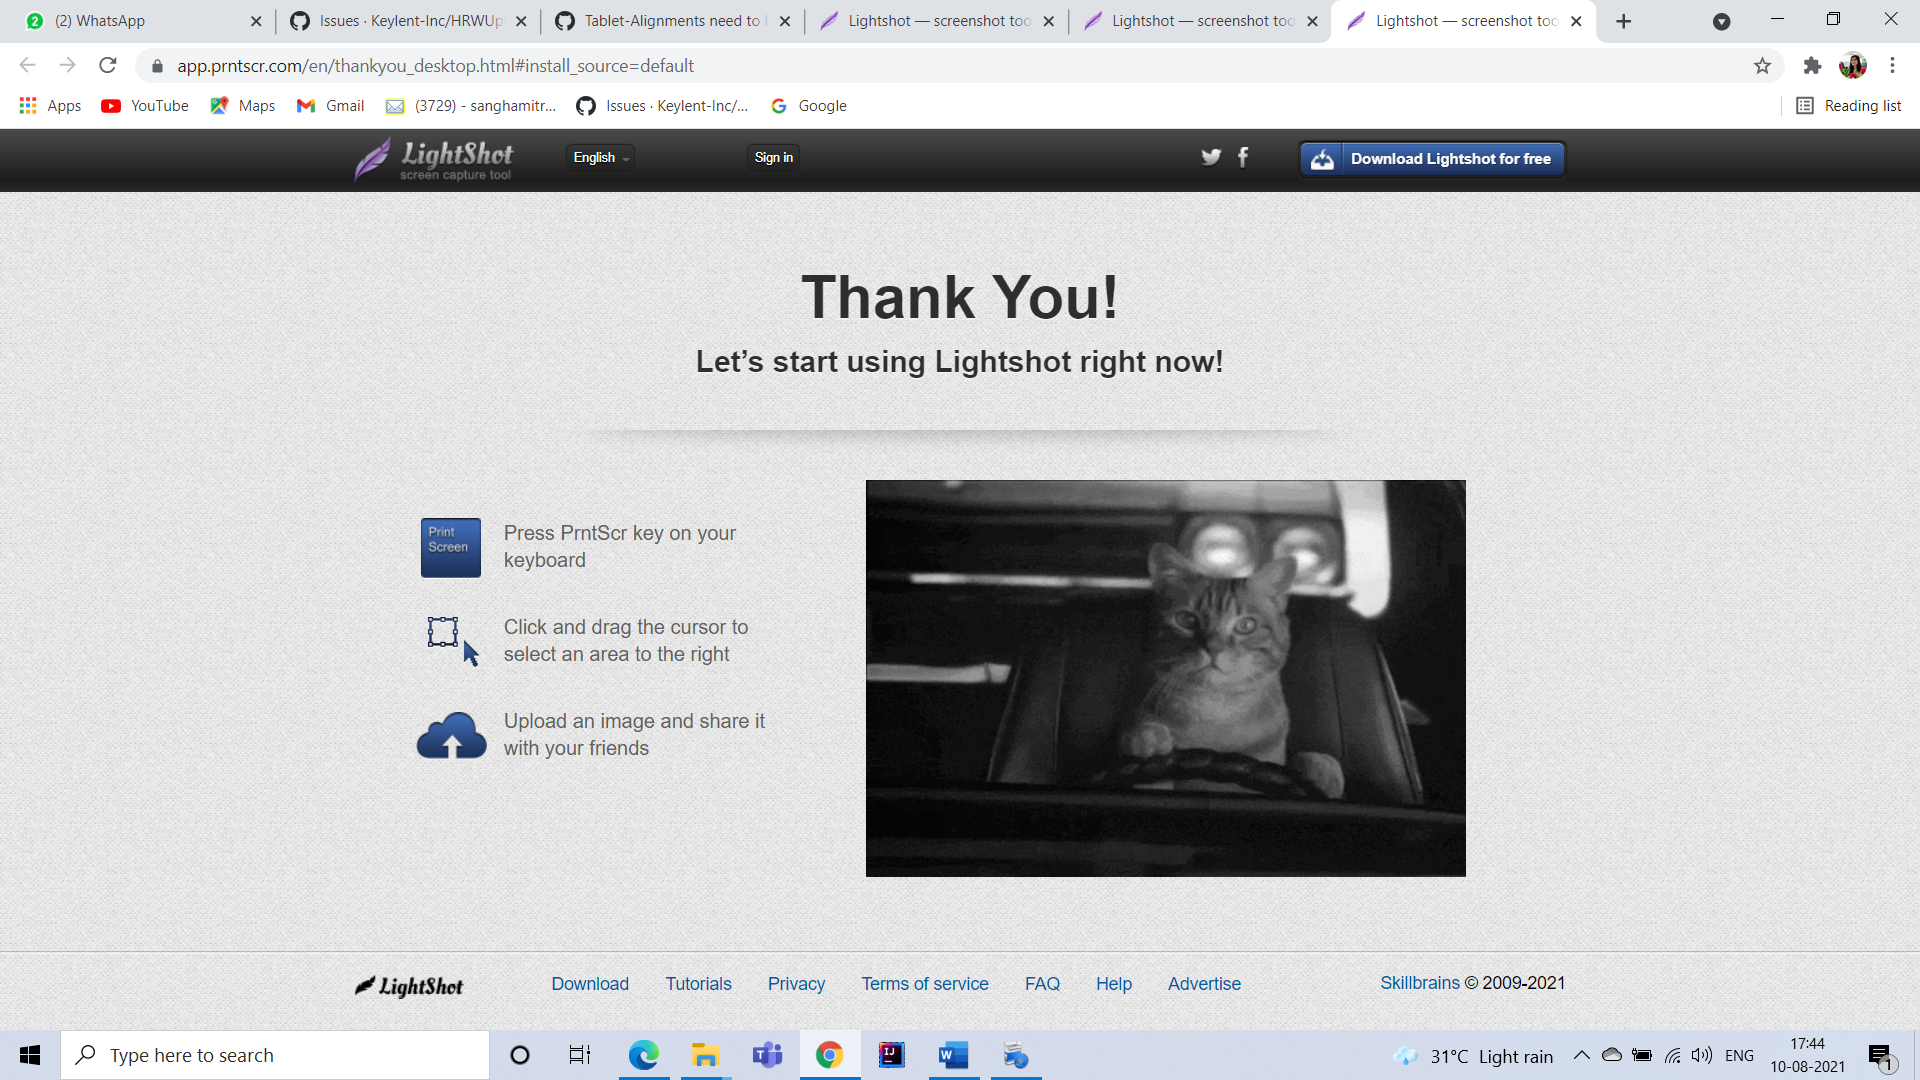 (2) WhatsApp
Issues · Keylent-Inc/HRWUp
Tablet-Alignments need to
Lightshot — screenshot too
Lightshot — screenshot too
Lightshot — screenshot too
app.prntscr.com/en/thankyou_desktop.html#install_source=default
Apps
YouTube
Maps
Gmail
(3729) - sanghamitr...
Issues · Keylent-Inc/...
Google
Reading list
LightShot
screen capture tool
English
Sign in
Download Lightshot for free
Thank You!
Let's start using Lightshot right now!
Print
Screen
Press PrntScr key on your
keyboard
Click and drag the cursor to
select an area to the right
Upload an image and share it
with your friends
LightShot
Download
Tutorials
Privacy
Terms of service
FAQ
Help
Advertise
Skillbrains © 2009-2021
Type here to search
31°C Light rain
ENG
17:44
10-08-2021
1